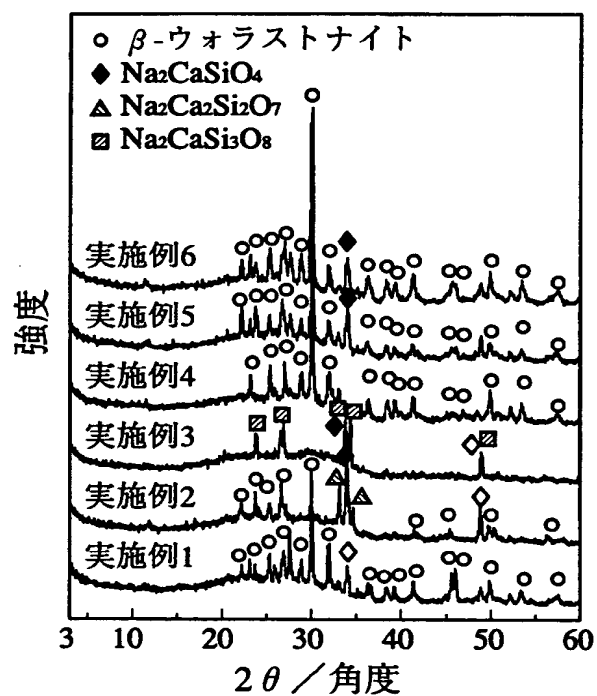 β-ウォラストナイト
Na₂CaSiO₄
Na₂Ca₂Si₂O₇
Na₂CaSi₃O₈
実施例6
実施例5
実施例4
実施例3
実施例2
実施例1
強度
3 10 20 30 40 50 60
2θ／角度